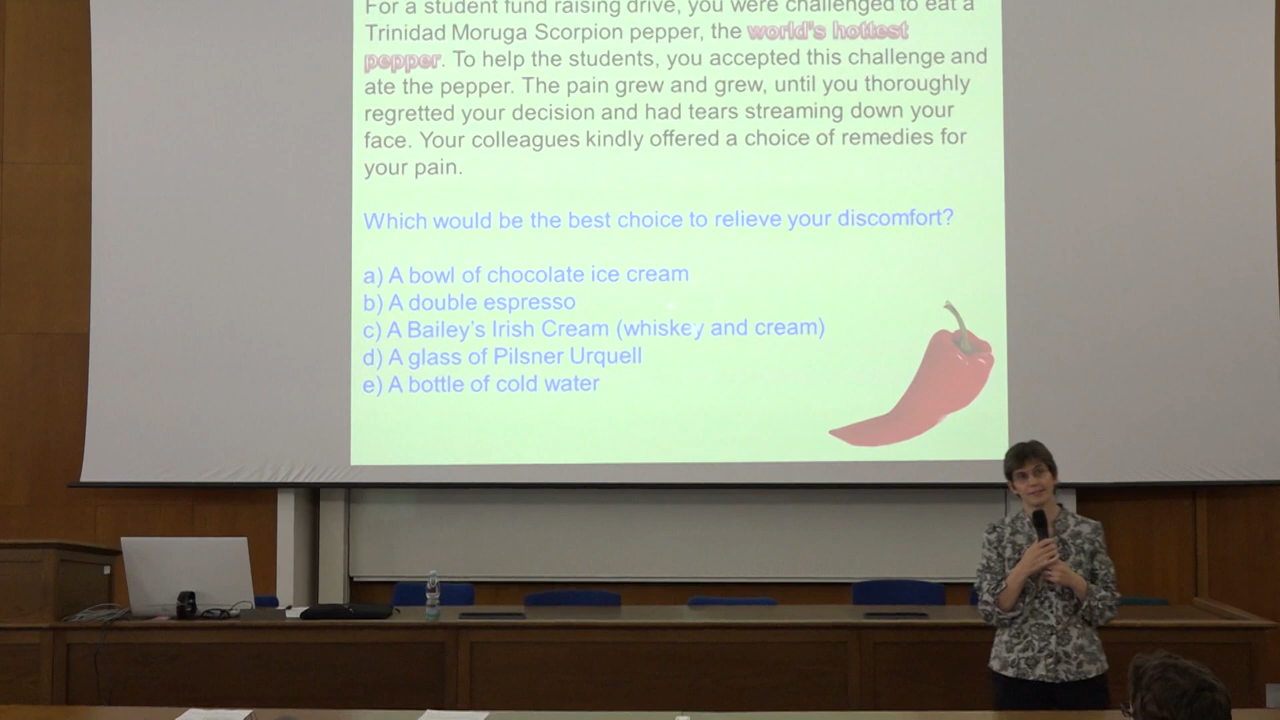 For a student fund raising drive, you were challenged to eat a
Trinidad Moruga Scorpion pepper, the world's hottest
pepper. To help the students, you accepted this challenge and
ate the pepper. The pain grew and grew, until you thoroughly
regretted your decision and had tears streaming down your
face. Your colleagues kindly offered a choice of remedies for
your pain.
Which would be the best choice to relieve your discomfort?
a) A bowl of chocolate ice cream
b) A double espresso
c) A Bailey's Irish Cream (whiskey and cream)
d) A glass of Pilsner Urquell
e) A bottle of cold water